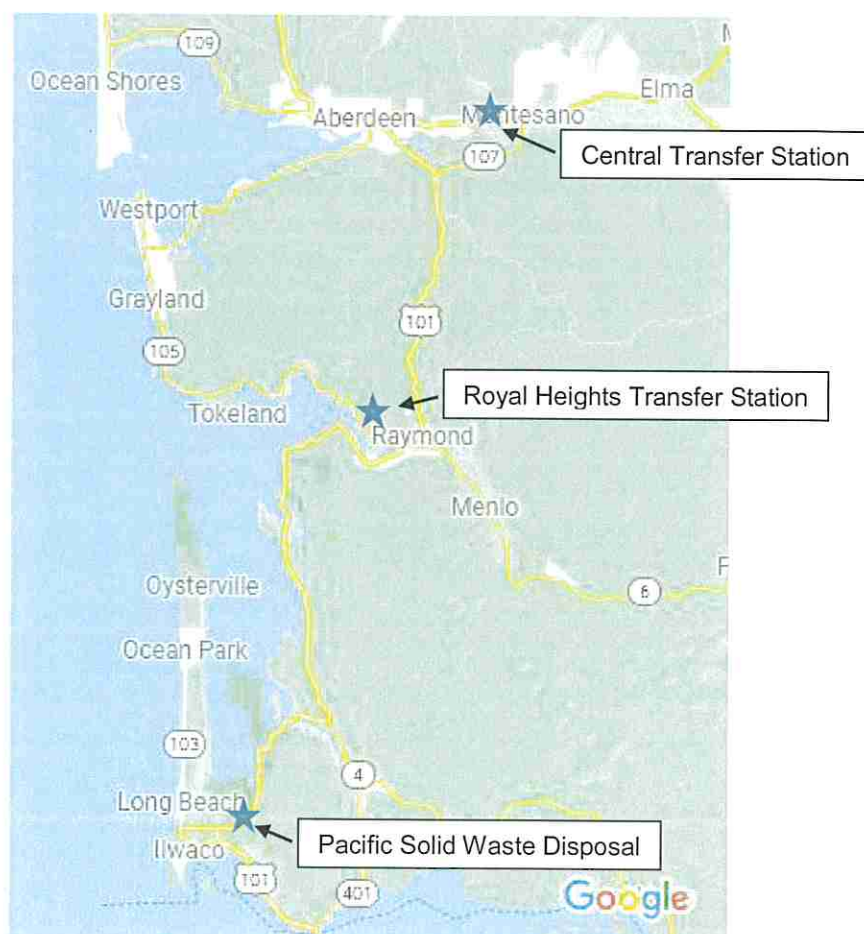 109
Ocean Shores
Elma
Aberdeen
Montesano
107
Central Transfer Station
Westport
Grayland
101
105
Royal Heights Transfer Station
Tokeland
Raymond
Menlo
6
Oysterville
Ocean Park
103
4
Long Beach
Pacific Solid Waste Disposal
Ilwaco
101
401
Google